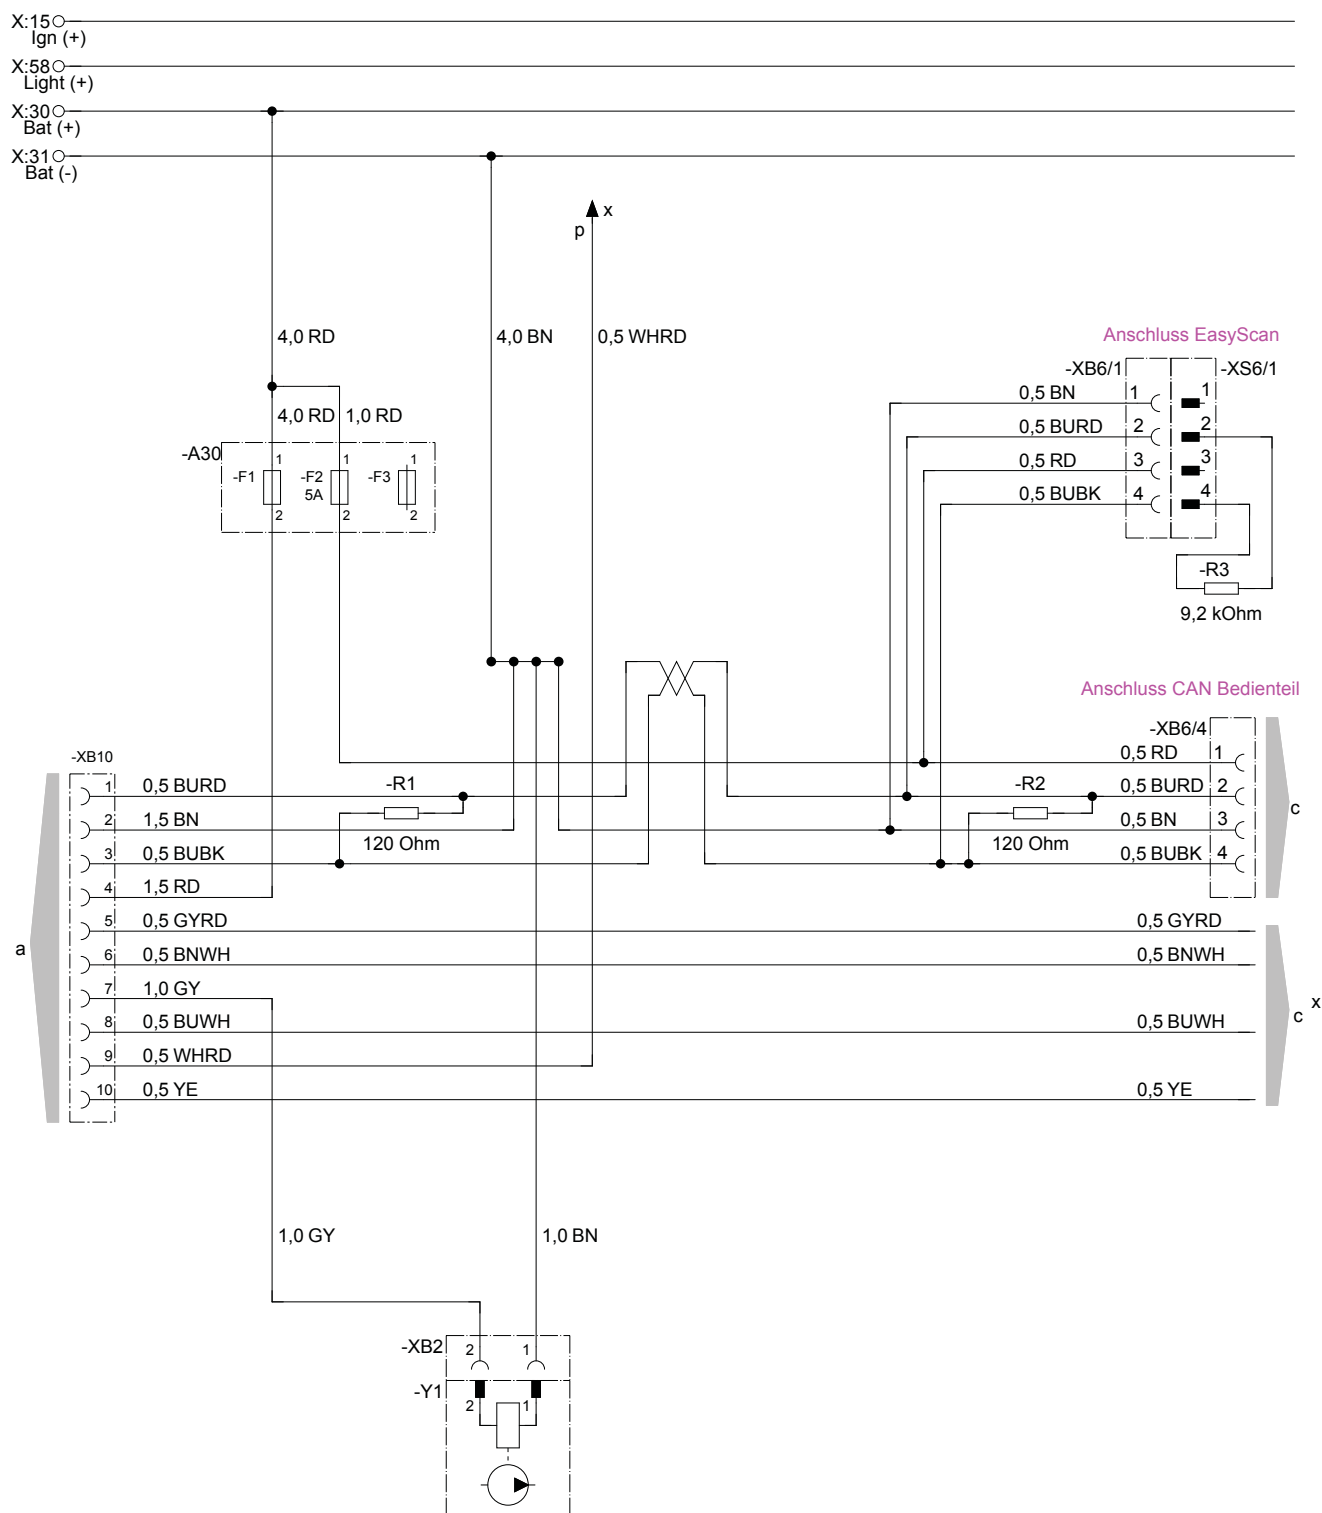 X:15
Ign (+)
X:58
Light (+)
X:30
Bat (+)
X:31
Bat (-)
x
p
4,0 RD
4,0 BN
0,5 WHRD
Anschluss EasyScan
-XB6/1
-XS6/1
0,5 BN
1
1
0,5 BURD
2
2
0,5 RD
3
3
0,5 BUBK
4
4
-R3
9,2 kOhm
4,0 RD
1,0 RD
-A30
-F1
1
2
-F2
5A
1
2
-F3
1
2
Anschluss CAN Bedienteil
-XB6/4
0,5 RD
1
0,5 BURD
2
0,5 BN
3
0,5 BUBK
4
c
-R1
120 Ohm
-R2
120 Ohm
-XB10
a
1
0,5 BURD
2
1,5 BN
3
0,5 BUBK
4
1,5 RD
5
0,5 GYRD
0,5 GYRD
6
0,5 BNWH
0,5 BNWH
7
1,0 GY
8
0,5 BUWH
0,5 BUWH
9
0,5 WHRD
10
0,5 YE
0,5 YE
c
x
1,0 GY
1,0 BN
-XB2
2
1
-Y1
2
1